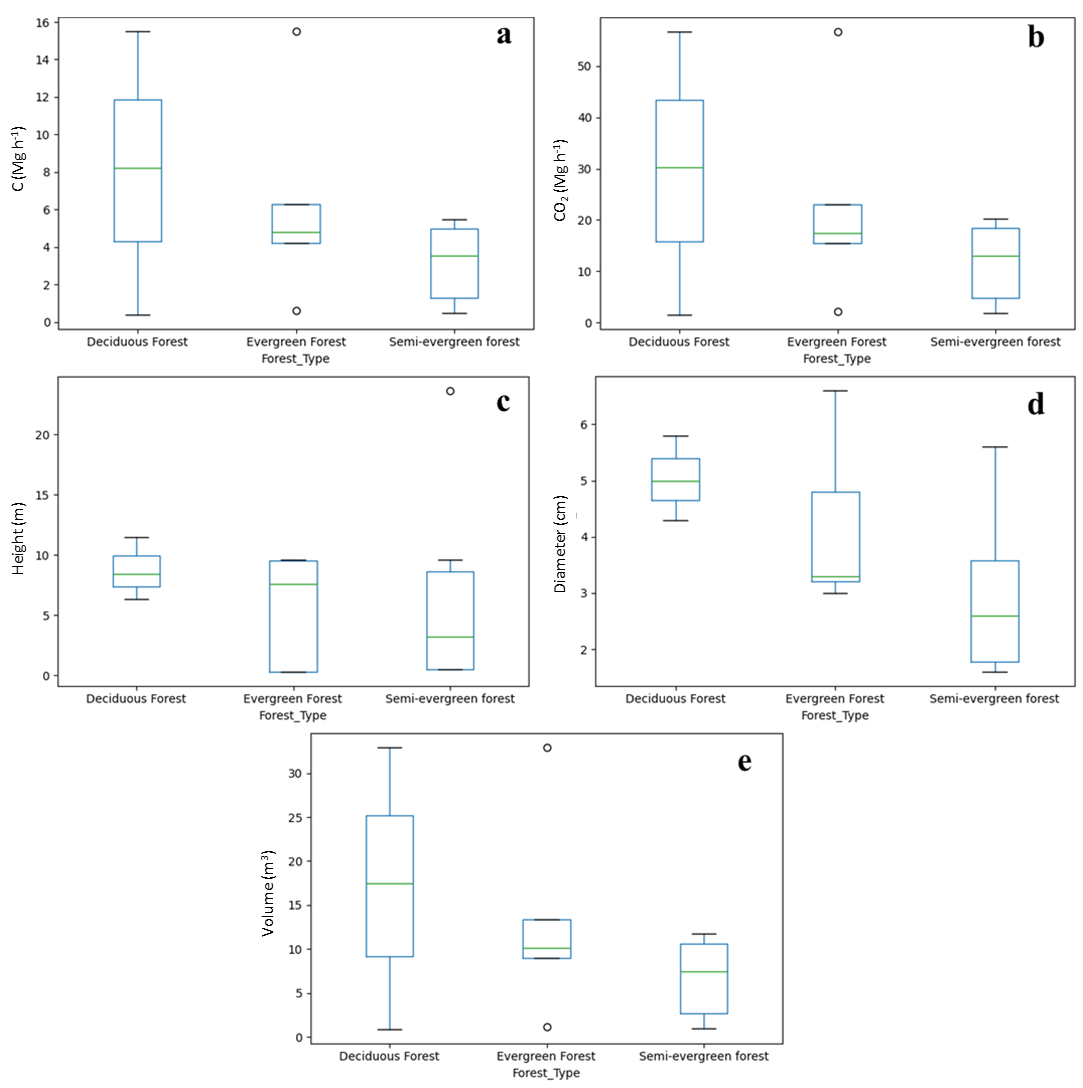 a
C (Mg h⁻¹)
16
14
12
10
8
6
4
2
0
Deciduous Forest Evergreen Forest Semi-evergreen forest
Forest_Type
b
CO₂ (Mg h⁻¹)
50
40
30
20
10
0
Deciduous Forest Evergreen Forest Semi-evergreen forest
Forest_Type
c
Height (m)
20
15
10
5
0
Deciduous Forest Evergreen Forest Semi-evergreen forest
Forest_Type
d
Diameter (cm)
6
5
4
3
2
Deciduous Forest Evergreen Forest Semi-evergreen forest
Forest_Type
e
Volume (m³)
30
25
20
15
10
5
0
Deciduous Forest Evergreen Forest Semi-evergreen forest
Forest_Type